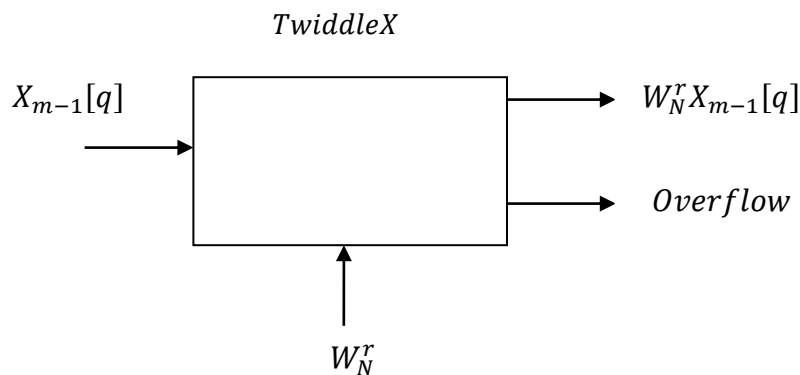 TwiddleX
X_{m−1}[q]
W_N^r X_{m−1}[q]
Overflow
W_N^r